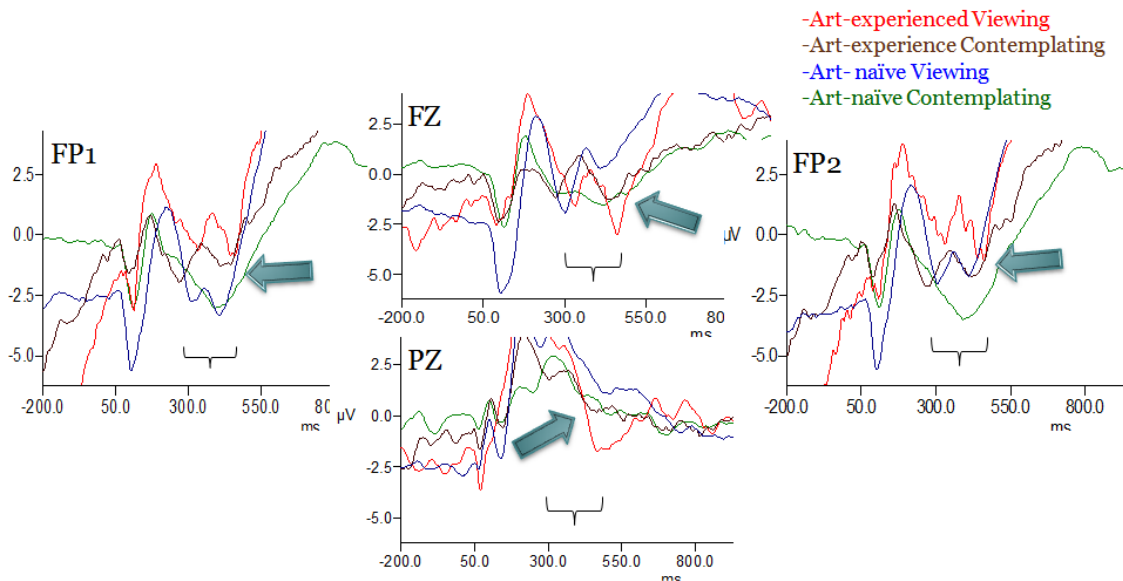 -Art-experienced Viewing
-Art-experience Contemplating
-Art- naïve Viewing
-Art-naïve Contemplating
FZ
2.5
0.0
2.5
-5.0
-200.0 50.0 300.0 550.0 80
ms
µV
FP1
2.5
0.0
-2.5
-5.0
-200.0 50.0 300.0 550.0 80
ms
µV
FP2
2.5
0.0
-2.5
-5.0
-200.0 50.0 300.0 550.0 800.0
ms
PZ
2.5
0.0
-2.5
-5.0
-200.0 50.0 300.0 550.0 800.0
ms